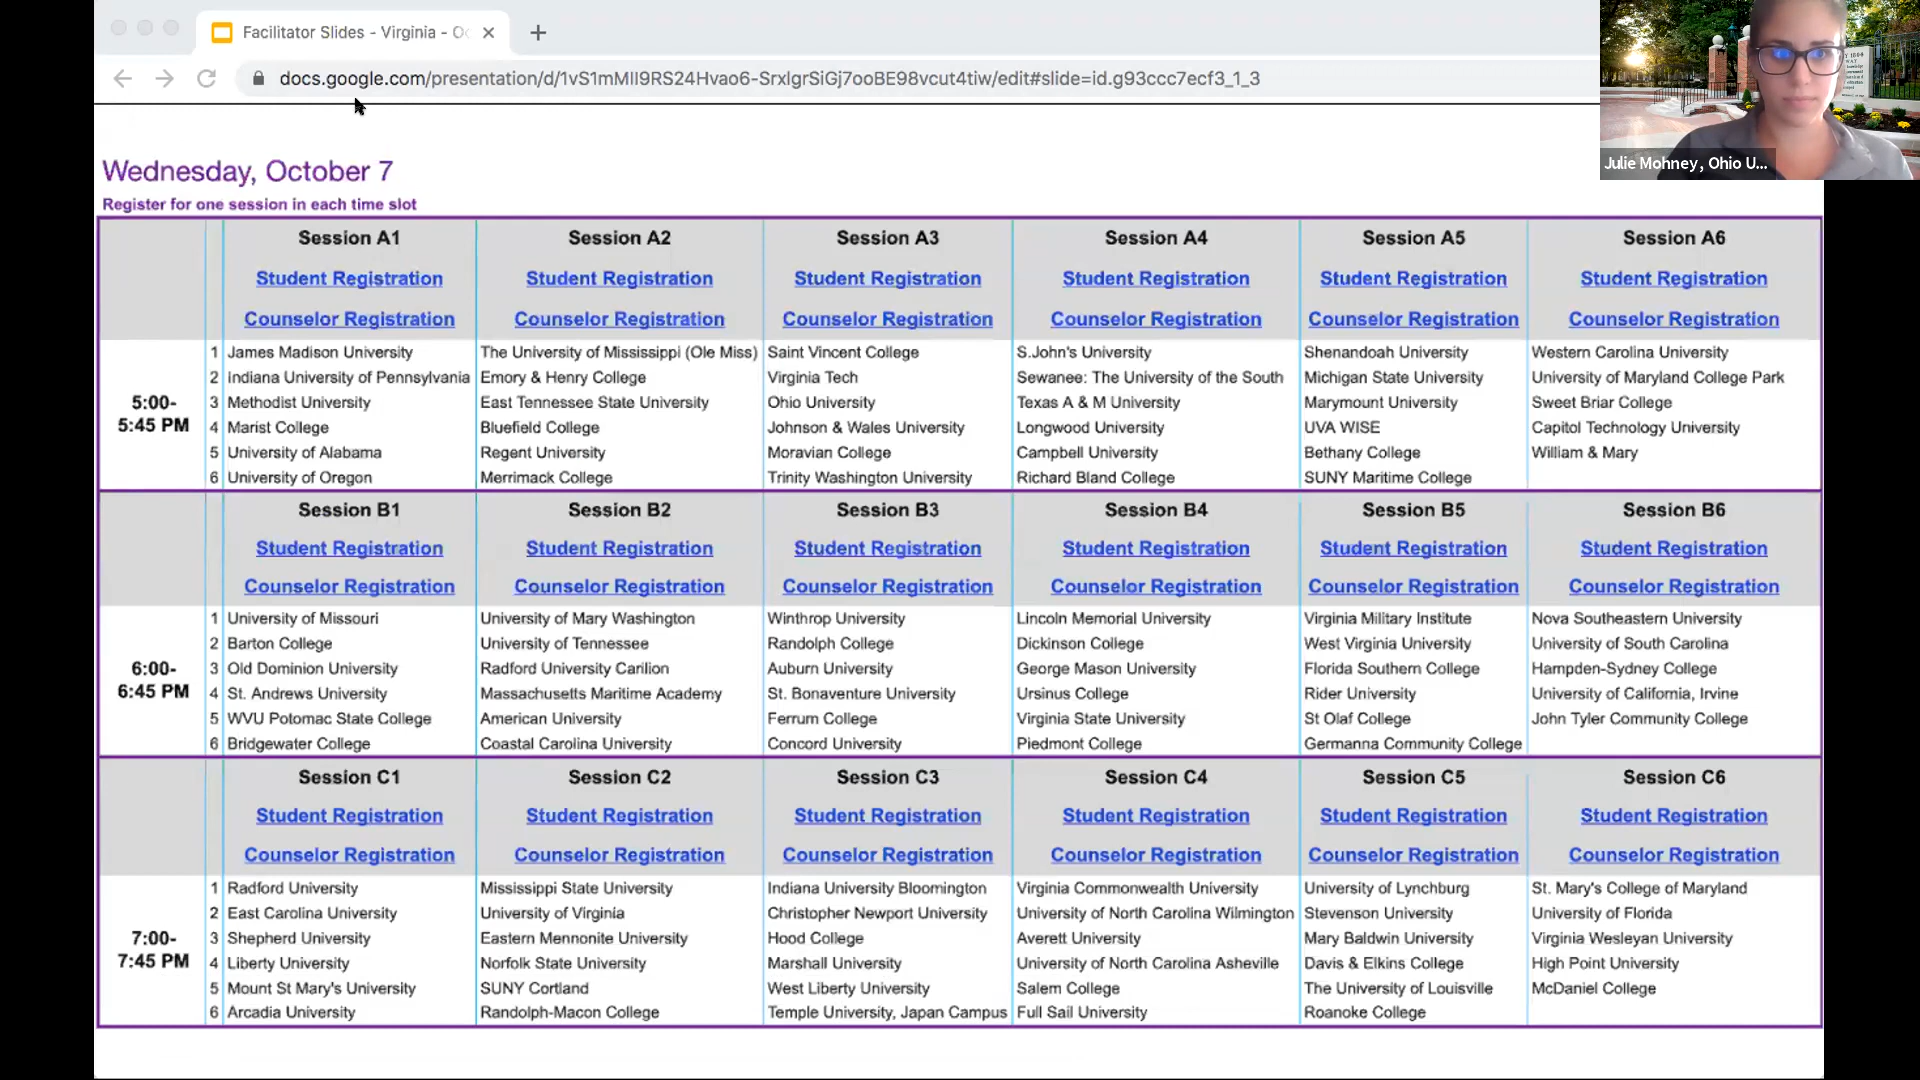 Facilitator Slides - Virginia - Oc
docs.google.com/presentation/d/1vS1mMII9RS24Hvao6-SrxlgrSiGj7ooBE98vcut4tiw/edit#slide=id.g93ccc7ecf3_1_3
Julie Mohney, Ohio U...
Wednesday, October 7
Register for one session in each time slot
Session A1 Session A2 Session A3 Session A4 Session A5 Session A6
Student Registration Student Registration Student Registration Student Registration Student Registration Student Registration
Counselor Registration Counselor Registration Counselor Registration Counselor Registration Counselor Registration Counselor Registration
5:00-
5:45 PM
1 James Madison University The University of Mississippi (Ole Miss) Saint Vincent College S.John's University Shenandoah University Western Carolina University
2 Indiana University of Pennsylvania Emory & Henry College Virginia Tech Sewanee: The University of the South Michigan State University University of Maryland College Park
3 Methodist University East Tennessee State University Ohio University Texas A & M University Marymount University Sweet Briar College
4 Marist College Bluefield College Johnson & Wales University Longwood University UVA WISE Capitol Technology University
5 University of Alabama Regent University Moravian College Campbell University Bethany College William & Mary
6 University of Oregon Merrimack College Trinity Washington University Richard Bland College SUNY Maritime College
Session B1 Session B2 Session B3 Session B4 Session B5 Session B6
Student Registration Student Registration Student Registration Student Registration Student Registration Student Registration
Counselor Registration Counselor Registration Counselor Registration Counselor Registration Counselor Registration Counselor Registration
6:00-
6:45 PM
1 University of Missouri University of Mary Washington Winthrop University Lincoln Memorial University Virginia Military Institute Nova Southeastern University
2 Barton College University of Tennessee Randolph College Dickinson College West Virginia University University of South Carolina
3 Old Dominion University Radford University Carilion Auburn University George Mason University Florida Southern College Hampden-Sydney College
4 St. Andrews University Massachusetts Maritime Academy St. Bonaventure University Ursinus College Rider University University of California, Irvine
5 WVU Potomac State College American University Ferrum College Virginia State University St Olaf College John Tyler Community College
6 Bridgewater College Coastal Carolina University Concord University Piedmont College Germanna Community College
Session C1 Session C2 Session C3 Session C4 Session C5 Session C6
Student Registration Student Registration Student Registration Student Registration Student Registration Student Registration
Counselor Registration Counselor Registration Counselor Registration Counselor Registration Counselor Registration Counselor Registration
7:00-
7:45 PM
1 Radford University Mississippi State University Indiana University Bloomington Virginia Commonwealth University University of Lynchburg St. Mary's College of Maryland
2 East Carolina University University of Virginia Christopher Newport University University of North Carolina Wilmington Stevenson University University of Florida
3 Shepherd University Eastern Mennonite University Hood College Averett University Mary Baldwin University Virginia Wesleyan University
4 Liberty University Norfolk State University Marshall University University of North Carolina Asheville Davis & Elkins College High Point University
5 Mount St Mary's University SUNY Cortland West Liberty University Salem College The University of Louisville McDaniel College
6 Arcadia University Randolph-Macon College Temple University, Japan Campus Full Sail University Roanoke College